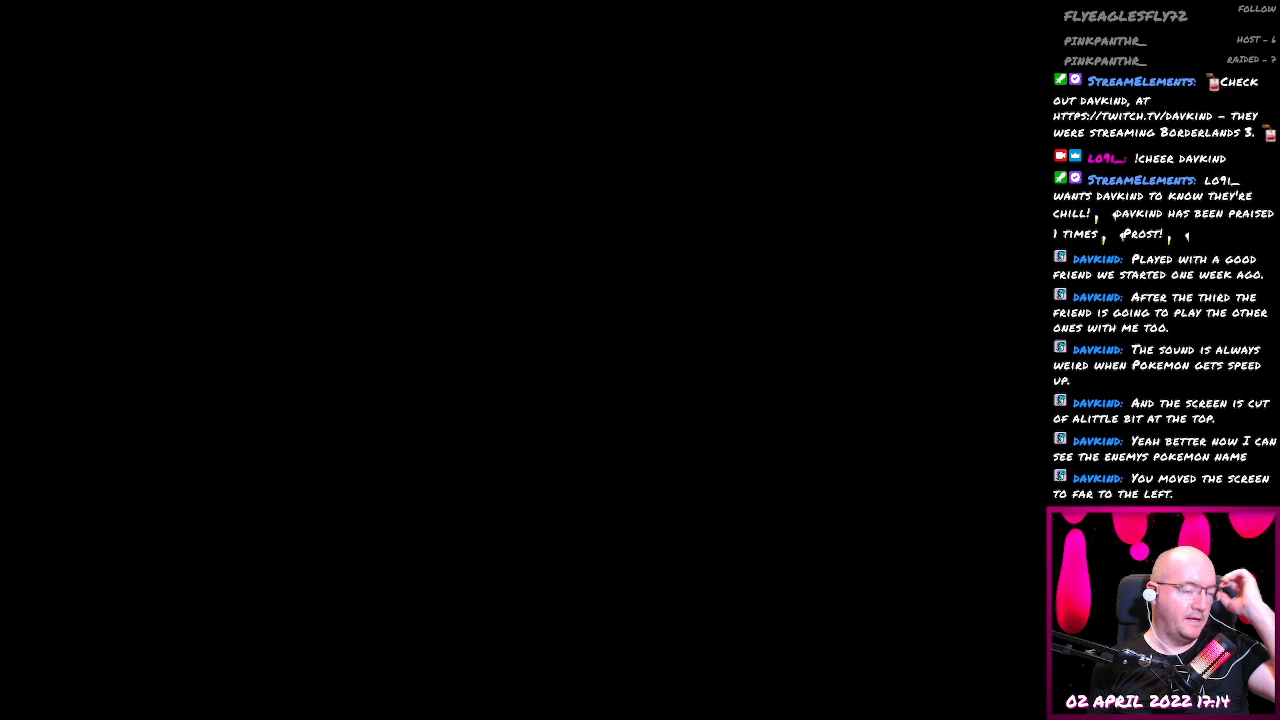 FLYEAGLESFLY72 FOLLOW
PINKPANTHR_ HOST - 6
PINKPANTHR_ RAIDED - 7
STREAMELEMENTS: CHECK
OUT DAVKIND, AT
HTTPS://TWITCH.TV/DAVKIND - THEY
WERE STREAMING BORDERLANDS 3.
LO91_: !CHEER DAVKIND
STREAMELEMENTS: LO91_
WANTS DAVKIND TO KNOW THEY'RE
CHILL! DAVKIND HAS BEEN PRAISED
1 TIMES PROST!
DAVKIND: PLAYED WITH A GOOD
FRIEND WE STARTED ONE WEEK AGO.
DAVKIND: AFTER THE THIRD THE
FRIEND IS GOING TO PLAY THE OTHER
ONES WITH ME TOO.
DAVKIND: THE SOUND IS ALWAYS
WEIRD WHEN POKEMON GETS SPEED
UP.
DAVKIND: AND THE SCREEN IS CUT
OF ALITTLE BIT AT THE TOP.
DAVKIND: YEAH BETTER NOW I CAN
SEE THE ENEMYS POKEMON NAME
DAVKIND: YOU MOVED THE SCREEN
TO FAR TO THE LEFT.
02 APRIL 2022 17:14